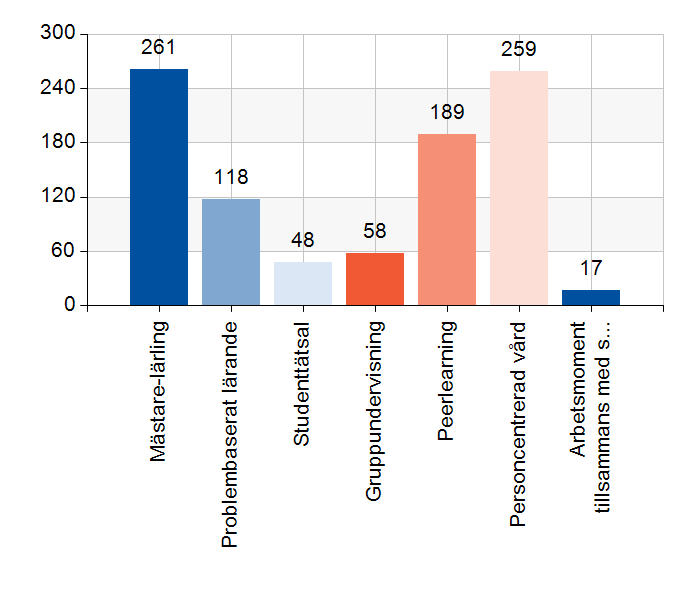 300
240
180
120
60
0
261
118
48
58
189
259
17
Mästare-lärling
Problembaserat lärande
Studenttätsal
Gruppundervisning
Peerlearning
Personcentrerad vård
Arbetsmoment
tillsammans med s...